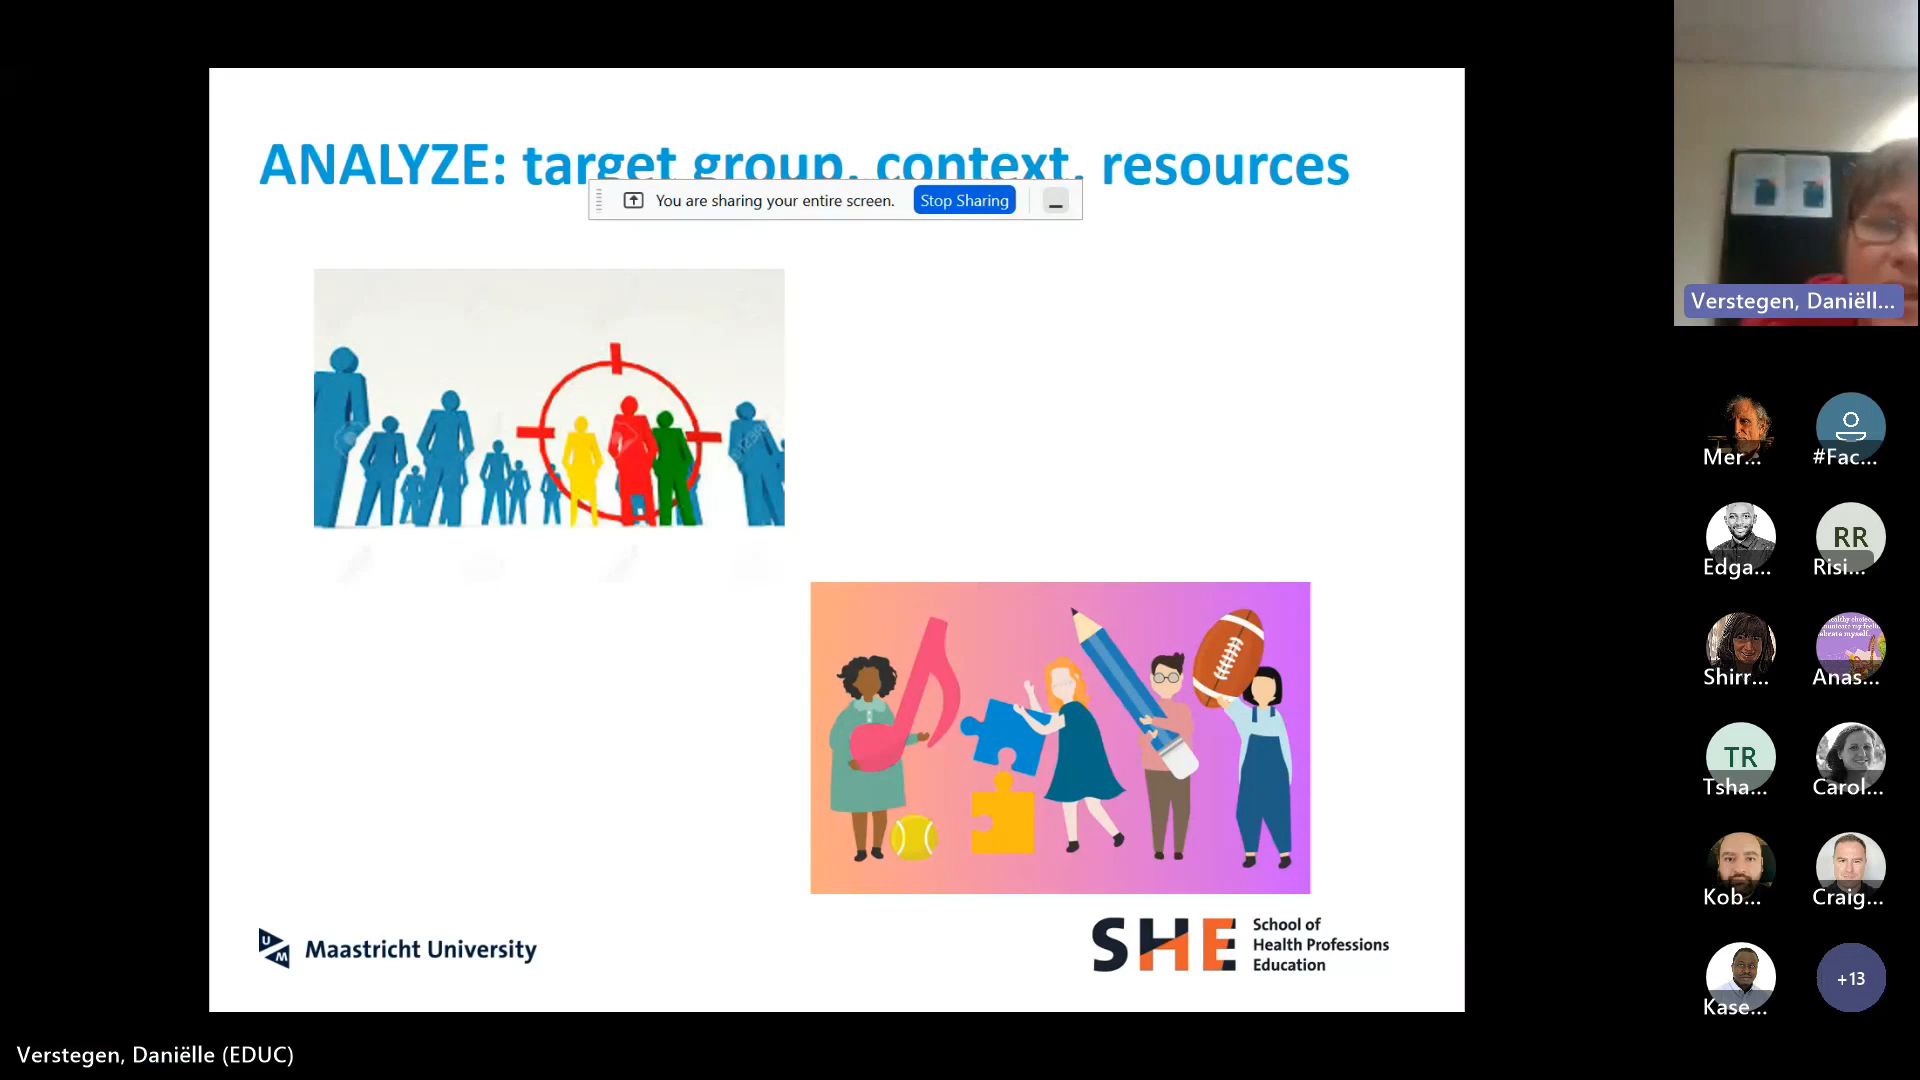 ANALYZE: target group, context, resources
You are sharing your entire screen.
Stop Sharing
Maastricht University
UM
SHE
School of
Health Professions
Education
Verstegen, Daniëll...
Mer...
#Fac...
Edga...
RR
Risi...
Shirr...
Anas...
TR
Tsha...
Carol...
Kob...
Craig...
Kase...
+13
Verstegen, Daniëlle (EDUC)